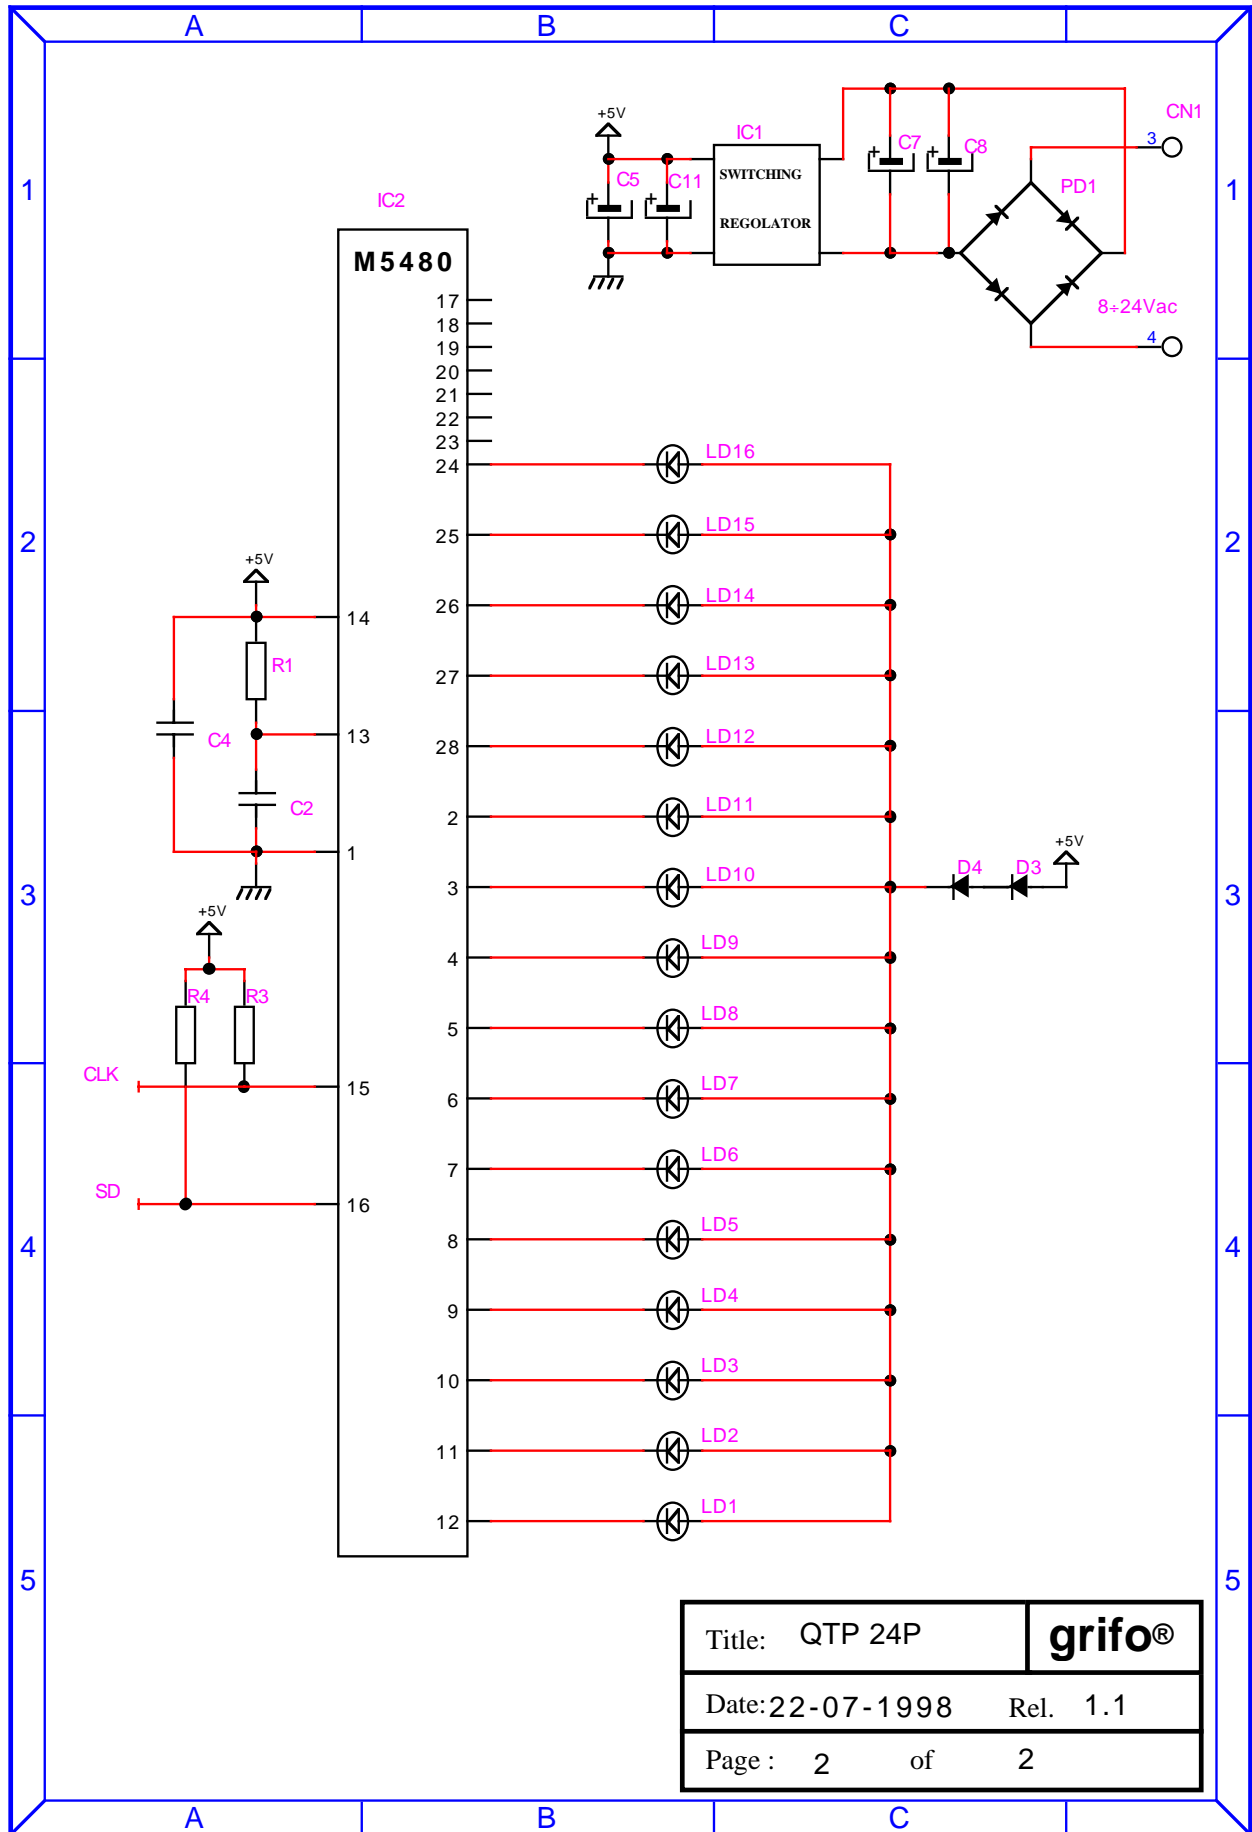 A B C
+5V
IC1
C7
C8
CN1
3
SWITCHING
REGOLATOR
C5
C11
PD1
1
1
IC2
M5480
8÷24Vac
4
17
18
19
20
21
22
23
24 LD16
2
25 LD15
2
+5V
14
26 LD14
R1
27 LD13
C4
13
28 LD12
C2
2 LD11
1
+5V
3
3 LD10
D4 D3
3
+5V
4 LD9
R4 R3
5 LD8
CLK
15
6 LD7
7 LD6
SD
16
4
8 LD5
4
9 LD4
10 LD3
11 LD2
12 LD1
5
5
Title: QTP 24P
grifo®
Date:22-07-1998 Rel. 1.1
Page : 2 of 2
A B C